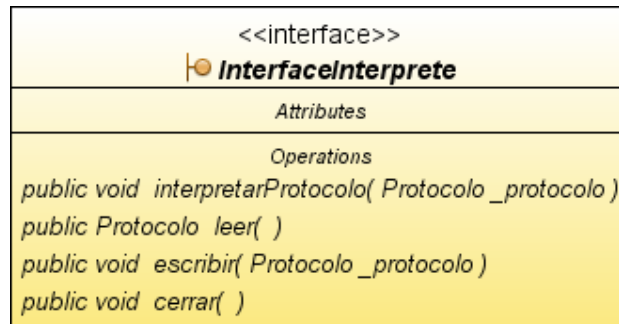 <<interface>>
InterfaceInterprete
Attributes
Operations
public void interpretarProtocolo( Protocolo _protocolo )
public Protocolo leer( )
public void escribir( Protocolo _protocolo )
public void cerrar( )